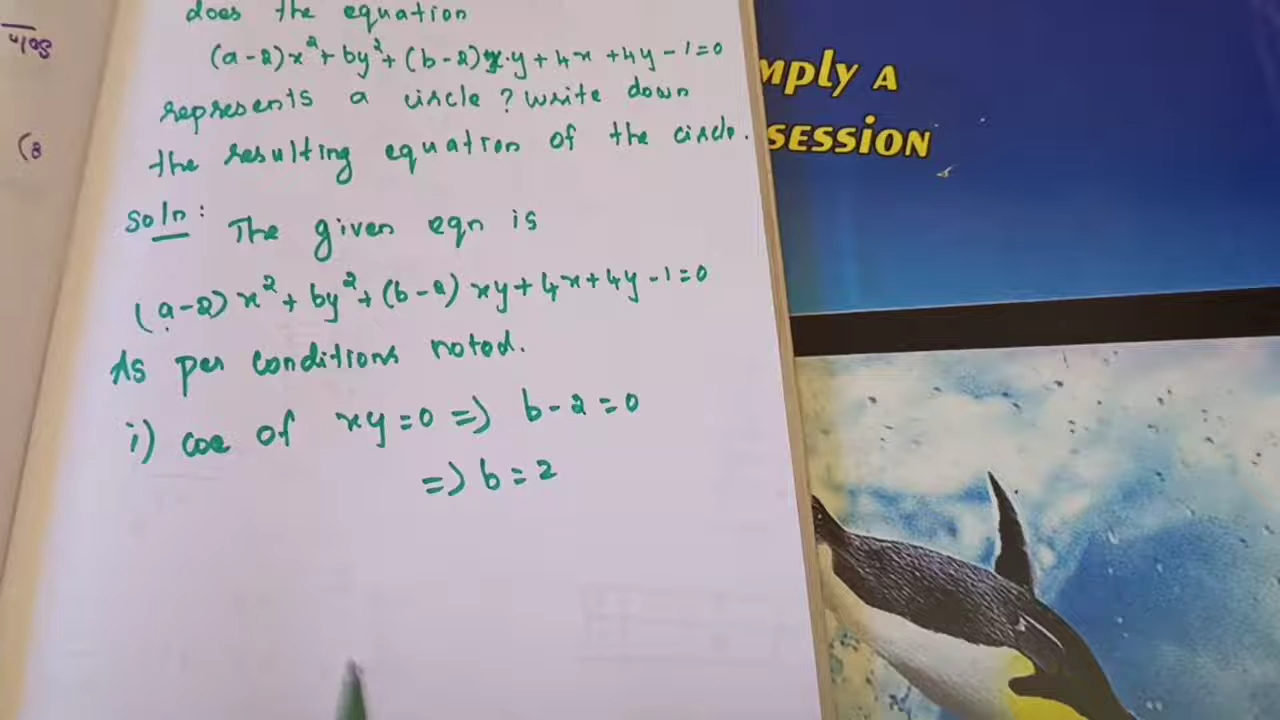 does the equation
(a-2)x²+by²+(b-2)x.y+4x+4y-1=0
represents a circle? Write down
the resulting equation of the circle.
Soln: The given eqn is
(a-2)x²+by²+(b-2)xy+4x+4y-1=0
As per conditions noted.
i) coe of xy=0 => b-2=0
=> b=2
MPLY A
SESSION